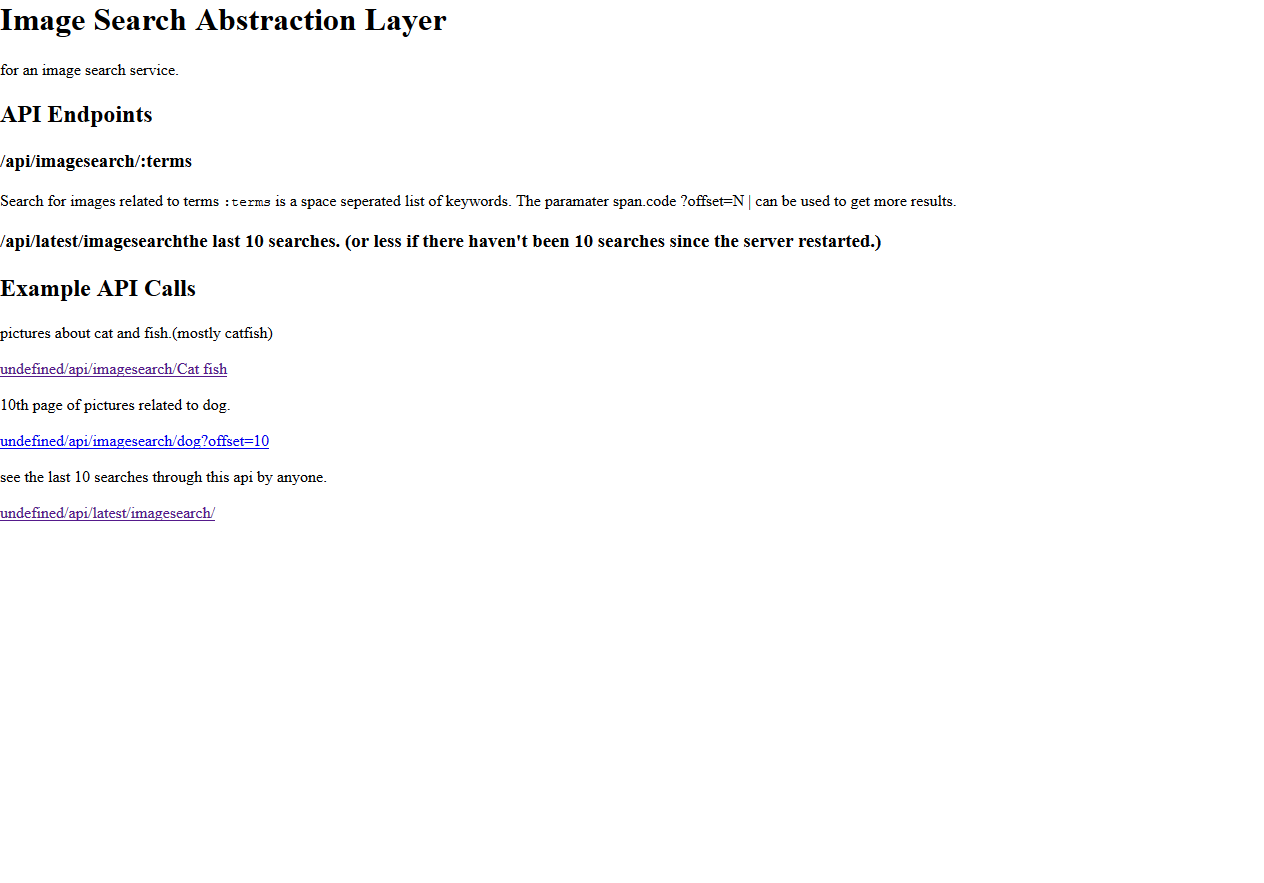 Image Search Abstraction Layer
for an image search service.
API Endpoints
/api/imagesearch/:terms
Search for images related to terms :terms is a space seperated list of keywords. The paramater span.code ?offset=N | can be used to get more results.
/api/latest/imagesearchthe last 10 searches. (or less if there haven't been 10 searches since the server restarted.)
Example API Calls
pictures about cat and fish.(mostly catfish)
undefined/api/imagesearch/Cat fish
10th page of pictures related to dog.
undefined/api/imagesearch/dog?offset=10
see the last 10 searches through this api by anyone.
undefined/api/latest/imagesearch/